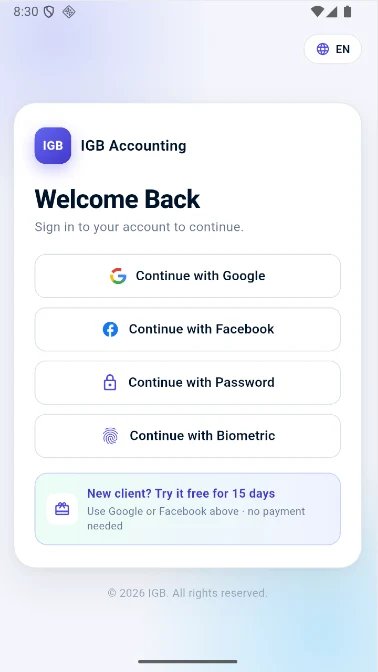 8:30
EN
IGB
IGB Accounting
Welcome Back
Sign in to your account to continue.
Continue with Google
Continue with Facebook
Continue with Password
Continue with Biometric
New client? Try it free for 15 days
Use Google or Facebook above · no payment
needed
© 2026 IGB. All rights reserved.